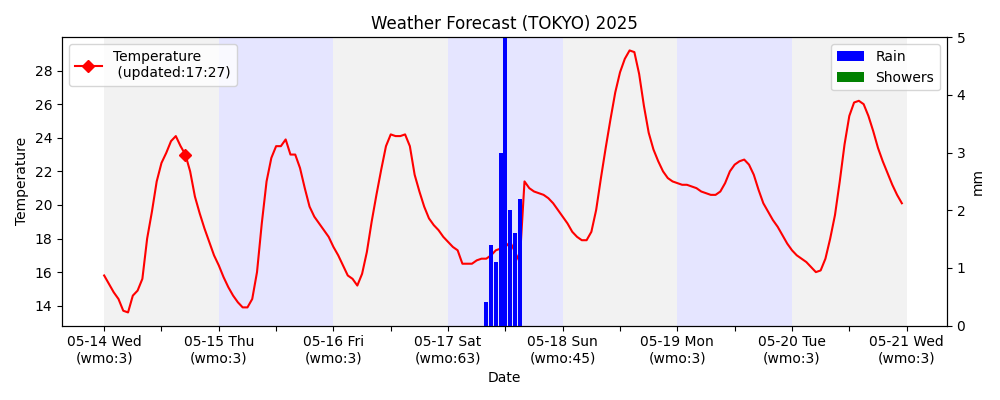 Weather Forecast (TOKYO) 2025
Temperature
(updated:17:27)
Rain
Showers
Temperature
28
26
24
22
20
18
16
14
5
4
3
2
1
0
mm
05-14 Wed
(wmo:3)
05-15 Thu
(wmo:3)
05-16 Fri
(wmo:3)
05-17 Sat
(wmo:63)
05-18 Sun
(wmo:45)
05-19 Mon
(wmo:3)
05-20 Tue
(wmo:3)
05-21 Wed
(wmo:3)
Date